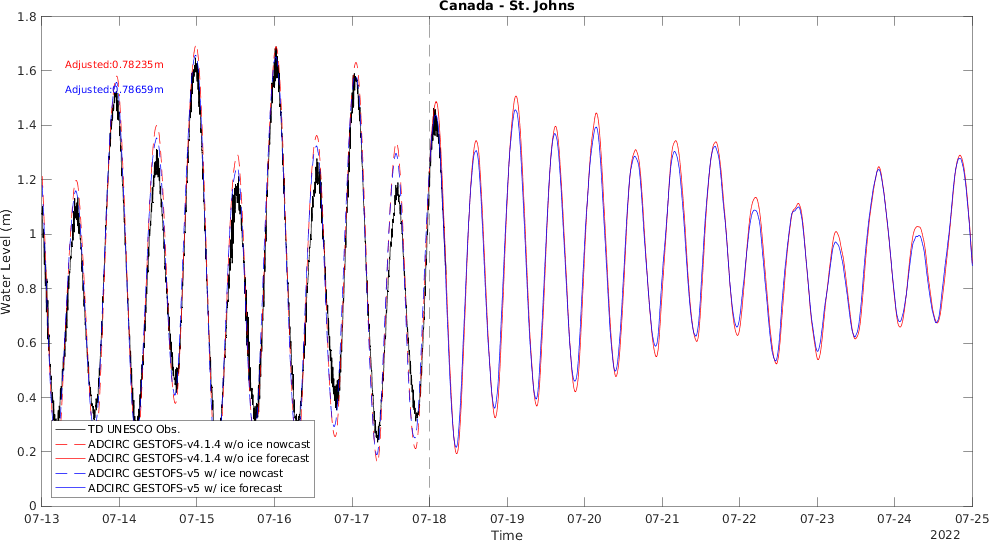 Canada - St. Johns
1.8
1.6
1.4
1.2
1
0.8
0.6
0.4
0.2
0
Water Level (m)
Adjusted:0.78235m
Adjusted:0.78659m
TD UNESCO Obs.
ADCIRC GESTOFS-v4.1.4 w/o ice nowcast
ADCIRC GESTOFS-v4.1.4 w/o ice forecast
ADCIRC GESTOFS-v5 w/ ice nowcast
ADCIRC GESTOFS-v5 w/ ice forecast
07-13 07-14 07-15 07-16 07-17 07-18 07-19 07-20 07-21 07-22 07-23 07-24 07-25
Time
2022